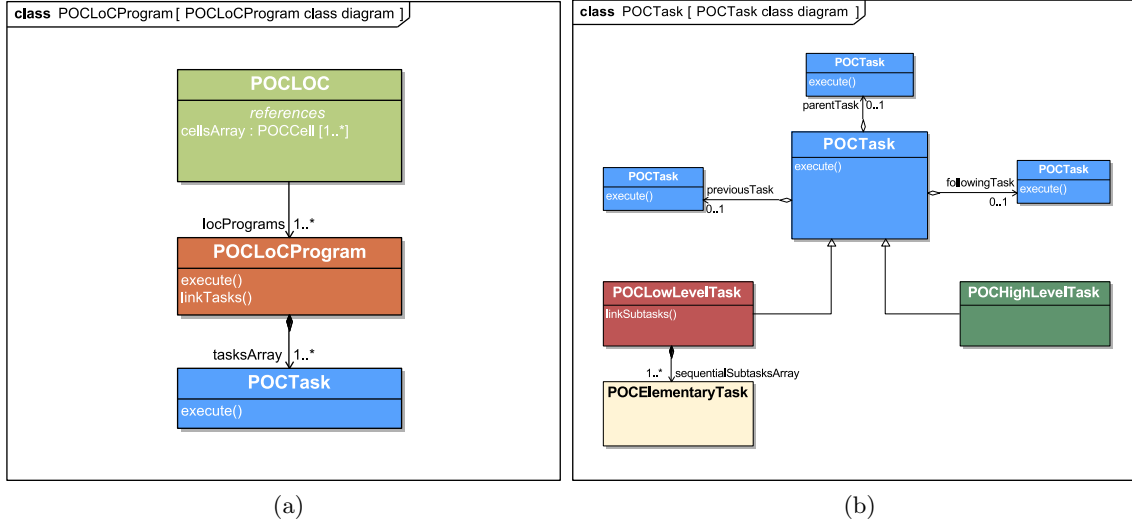 class POCLoCProgram [ POCLoCProgram class diagram ]
POCLOC
references
cellsArray : POCCell [1..*]
locPrograms 1..*
POCLoCProgram
execute()
linkTasks()
tasksArray 1..*
POCTask
execute()
(a)
class POCTask [ POCTask class diagram ]
POCTask
execute()
parentTask 0..1
POCTask
execute()
POCTask
execute()
previousTask
0..1
followingTask
0..1
POCTask
execute()
POCLowLevelTask
linkSubtasks()
POCHighLevelTask
1..* sequentialSubtasksArray
POCElementaryTask
(b)